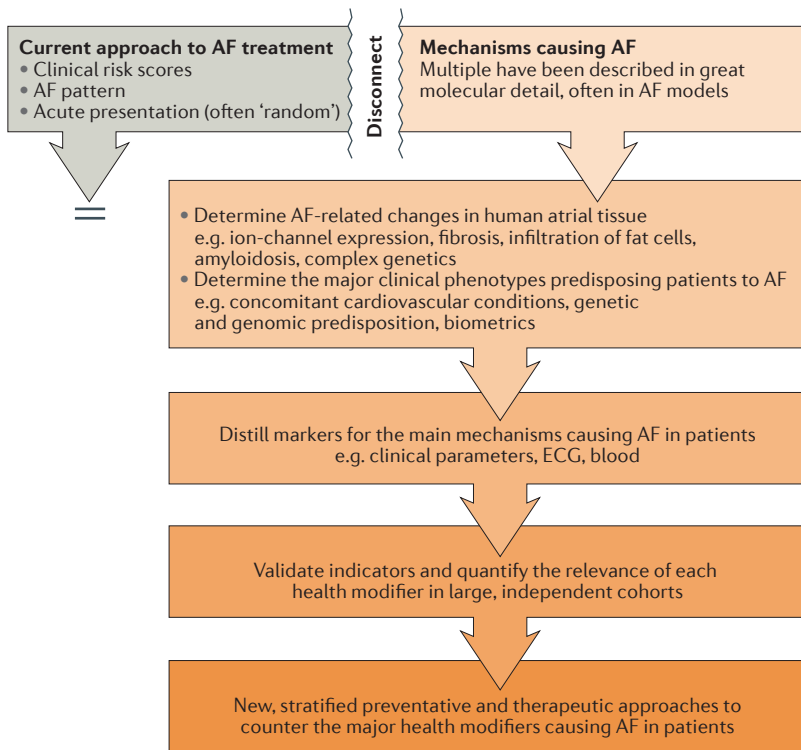 Current approach to AF treatment
• Clinical risk scores
• AF pattern
• Acute presentation (often ‘random’)
Disconnect
Mechanisms causing AF
Multiple have been described in great
molecular detail, often in AF models
• Determine AF-related changes in human atrial tissue
e.g. ion-channel expression, fibrosis, infiltration of fat cells,
amyloidosis, complex genetics
• Determine the major clinical phenotypes predisposing patients to AF
e.g. concomitant cardiovascular conditions, genetic
and genomic predisposition, biometrics
Distill markers for the main mechanisms causing AF in patients
e.g. clinical parameters, ECG, blood
Validate indicators and quantify the relevance of each
health modifier in large, independent cohorts
New, stratified preventative and therapeutic approaches to
counter the major health modifiers causing AF in patients